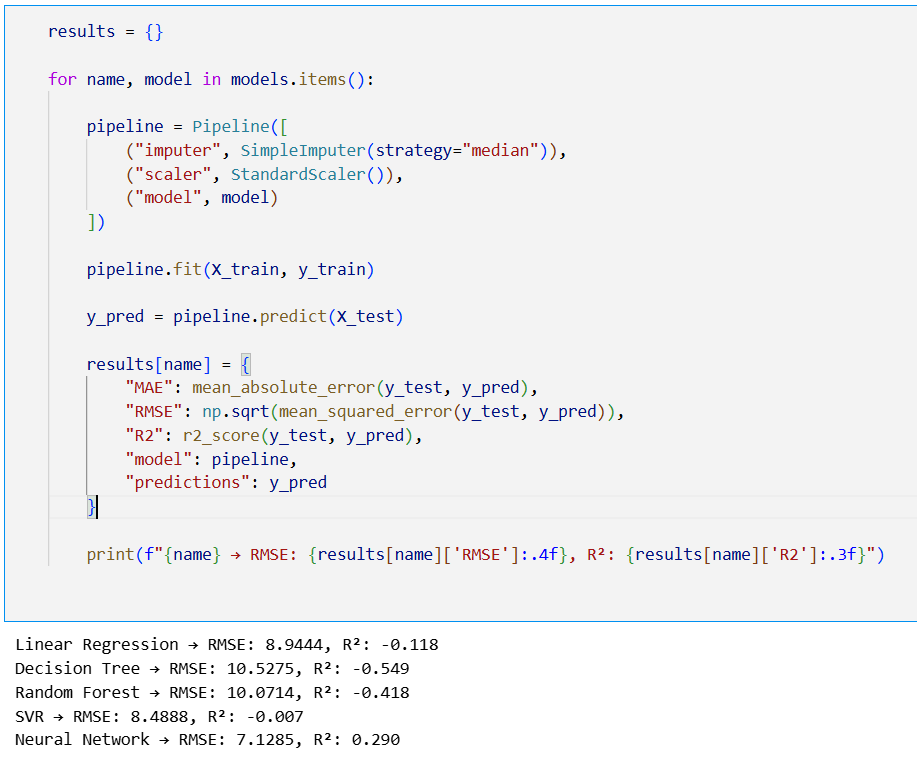 results = {}
for name, model in models.items():
pipeline = Pipeline([
("imputer", SimpleImputer(strategy="median")),
("scaler", StandardScaler()),
("model", model)
])
pipeline.fit(X_train, y_train)
y_pred = pipeline.predict(X_test)
results[name] = {
"MAE": mean_absolute_error(y_test, y_pred),
"RMSE": np.sqrt(mean_squared_error(y_test, y_pred)),
"R2": r2_score(y_test, y_pred),
"model": pipeline,
"predictions": y_pred
}
print(f"{name} → RMSE: {results[name]['RMSE']:.4f}, R²: {results[name]['R2']:.3f}")
Linear Regression → RMSE: 8.9444, R²: -0.118
Decision Tree → RMSE: 10.5275, R²: -0.549
Random Forest → RMSE: 10.0714, R²: -0.418
SVR → RMSE: 8.4888, R²: -0.007
Neural Network → RMSE: 7.1285, R²: 0.290